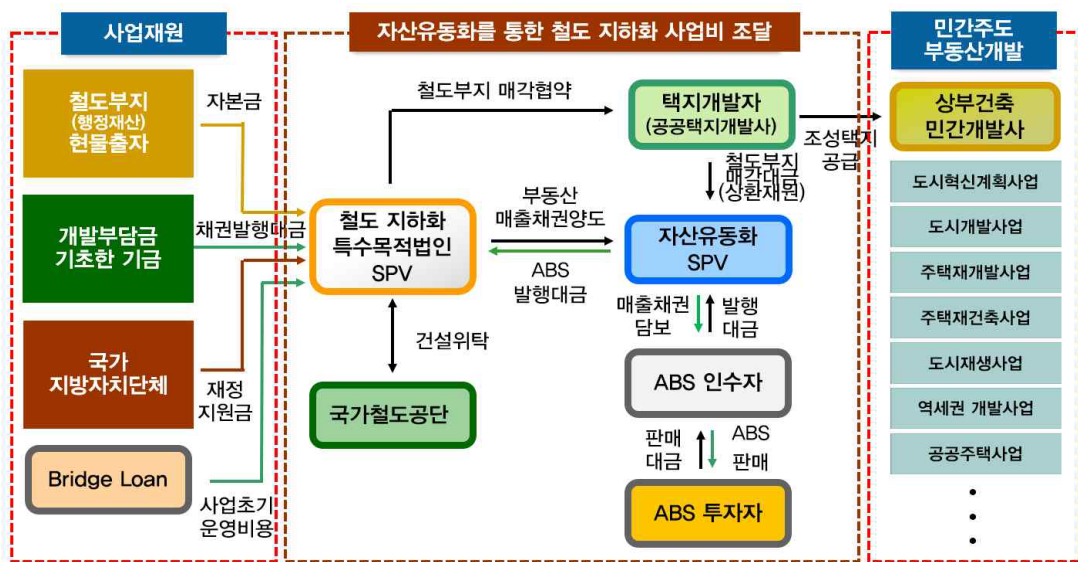 사업재원
철도부지
(행정재산)
현물출자
자본금
개발부담금
기초한 기금
채권발행대금
국가
지방자치단체
재정
지원금
Bridge Loan
사업초기
운영비용
자산유동화를 통한 철도 지하화 사업비 조달
철도부지 매각협약
택지개발자
(공공택지개발사)
조성택지
공급
철도부지
매각대금
(상환재권)
철도 지하화
특수목적법인
SPV
부동산
매출채권양도
ABS
발행대금
자산유동화
SPV
건설위탁
국가철도공단
매출채권
담보
발행
대금
ABS 인수자
판매
대금
ABS
판매
ABS 투자자
민간주도
부동산개발
상부건축
민간개발사
도시혁신계획사업
도시개발사업
주택재개발사업
주택재건축사업
도시재생사업
역세권 개발사업
공공주택사업